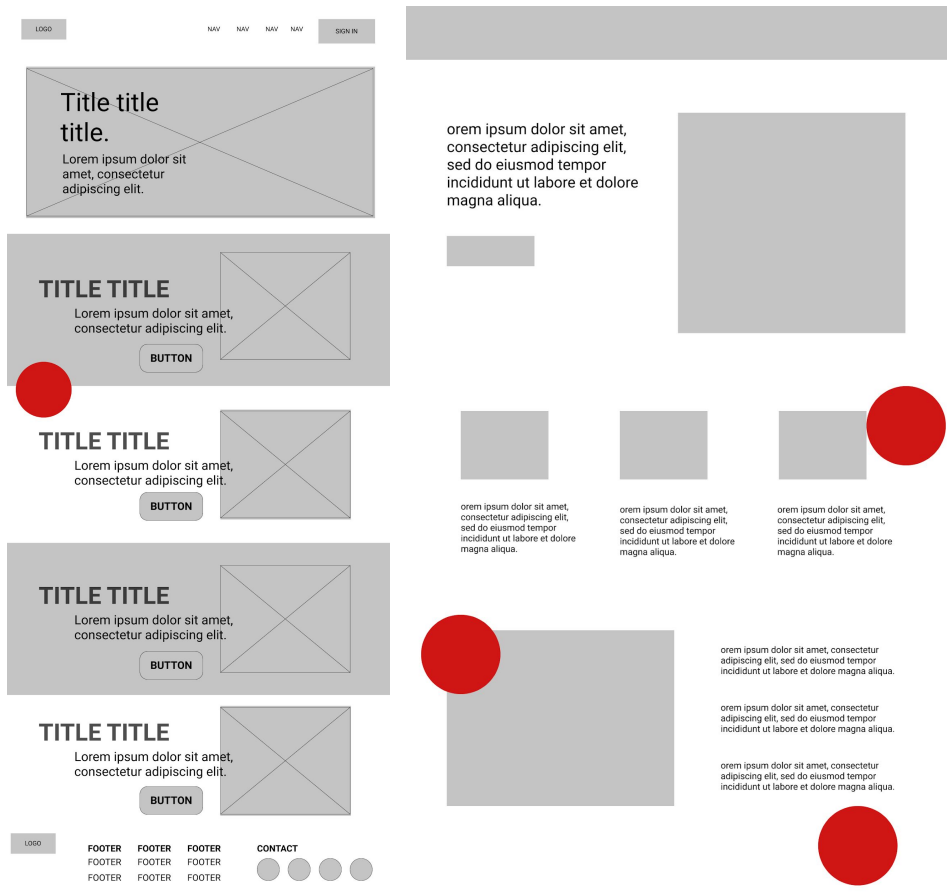 LOGO
NAV NAV NAV NAV
SIGN IN
Title title
title.
Lorem ipsum dolor sit
amet, consectetur
adipiscing elit.
TITLE TITLE
Lorem ipsum dolor sit amet,
consectetur adipiscing elit.
BUTTON
TITLE TITLE
Lorem ipsum dolor sit amet,
consectetur adipiscing elit.
BUTTON
TITLE TITLE
Lorem ipsum dolor sit amet,
consectetur adipiscing elit.
BUTTON
TITLE TITLE
Lorem ipsum dolor sit amet,
consectetur adipiscing elit.
BUTTON
LOGO
FOOTER FOOTER FOOTER CONTACT
FOOTER FOOTER FOOTER
FOOTER FOOTER FOOTER
orem ipsum dolor sit amet,
consectetur adipiscing elit,
sed do eiusmod tempor
incididunt ut labore et dolore
magna aliqua.
orem ipsum dolor sit amet,
consectetur adipiscing elit,
sed do eiusmod tempor
incididunt ut labore et dolore
magna aliqua.
orem ipsum dolor sit amet,
consectetur adipiscing elit,
sed do eiusmod tempor
incididunt ut labore et dolore
magna aliqua.
orem ipsum dolor sit amet,
consectetur adipiscing elit,
sed do eiusmod tempor
incididunt ut labore et dolore
magna aliqua.
orem ipsum dolor sit amet, consectetur
adipiscing elit, sed do eiusmod tempor
incididunt ut labore et dolore magna aliqua.
orem ipsum dolor sit amet, consectetur
adipiscing elit, sed do eiusmod tempor
incididunt ut labore et dolore magna aliqua.
orem ipsum dolor sit amet, consectetur
adipiscing elit, sed do eiusmod tempor
incididunt ut labore et dolore magna aliqua.